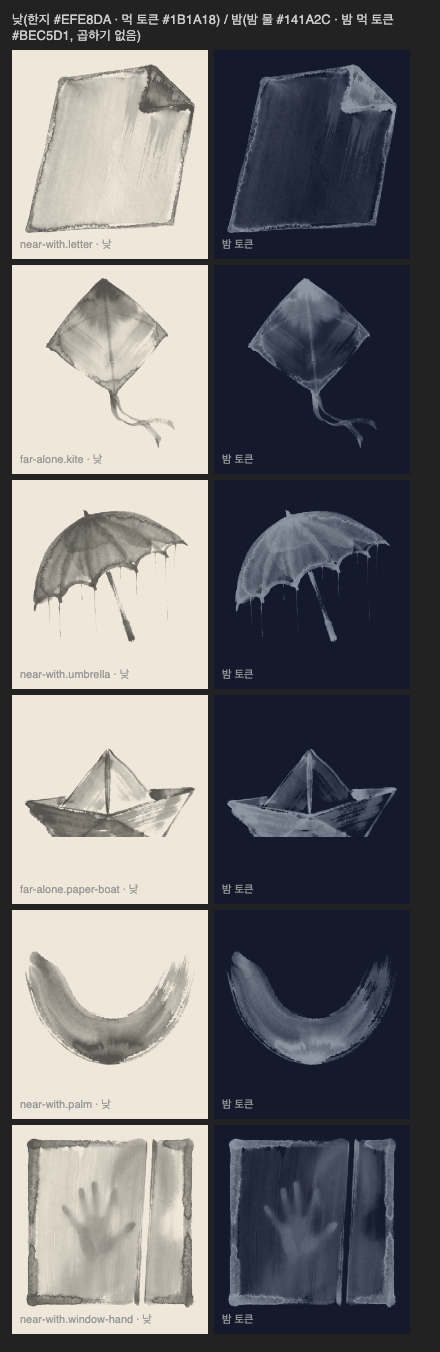 낮(한지 #EFE8DA · 먹 토큰 #1B1A18) / 밤(밤 물 #141A2C · 밤 먹 토큰
#BEC5D1, 곱하기 없음)
near-with.letter · 낮
밤 토큰
far-alone.kite · 낮
밤 토큰
near-with.umbrella · 낮
밤 토큰
far-alone.paper-boat · 낮
밤 토큰
near-with.palm · 낮
밤 토큰
near-with.window-hand · 낮
밤 토큰